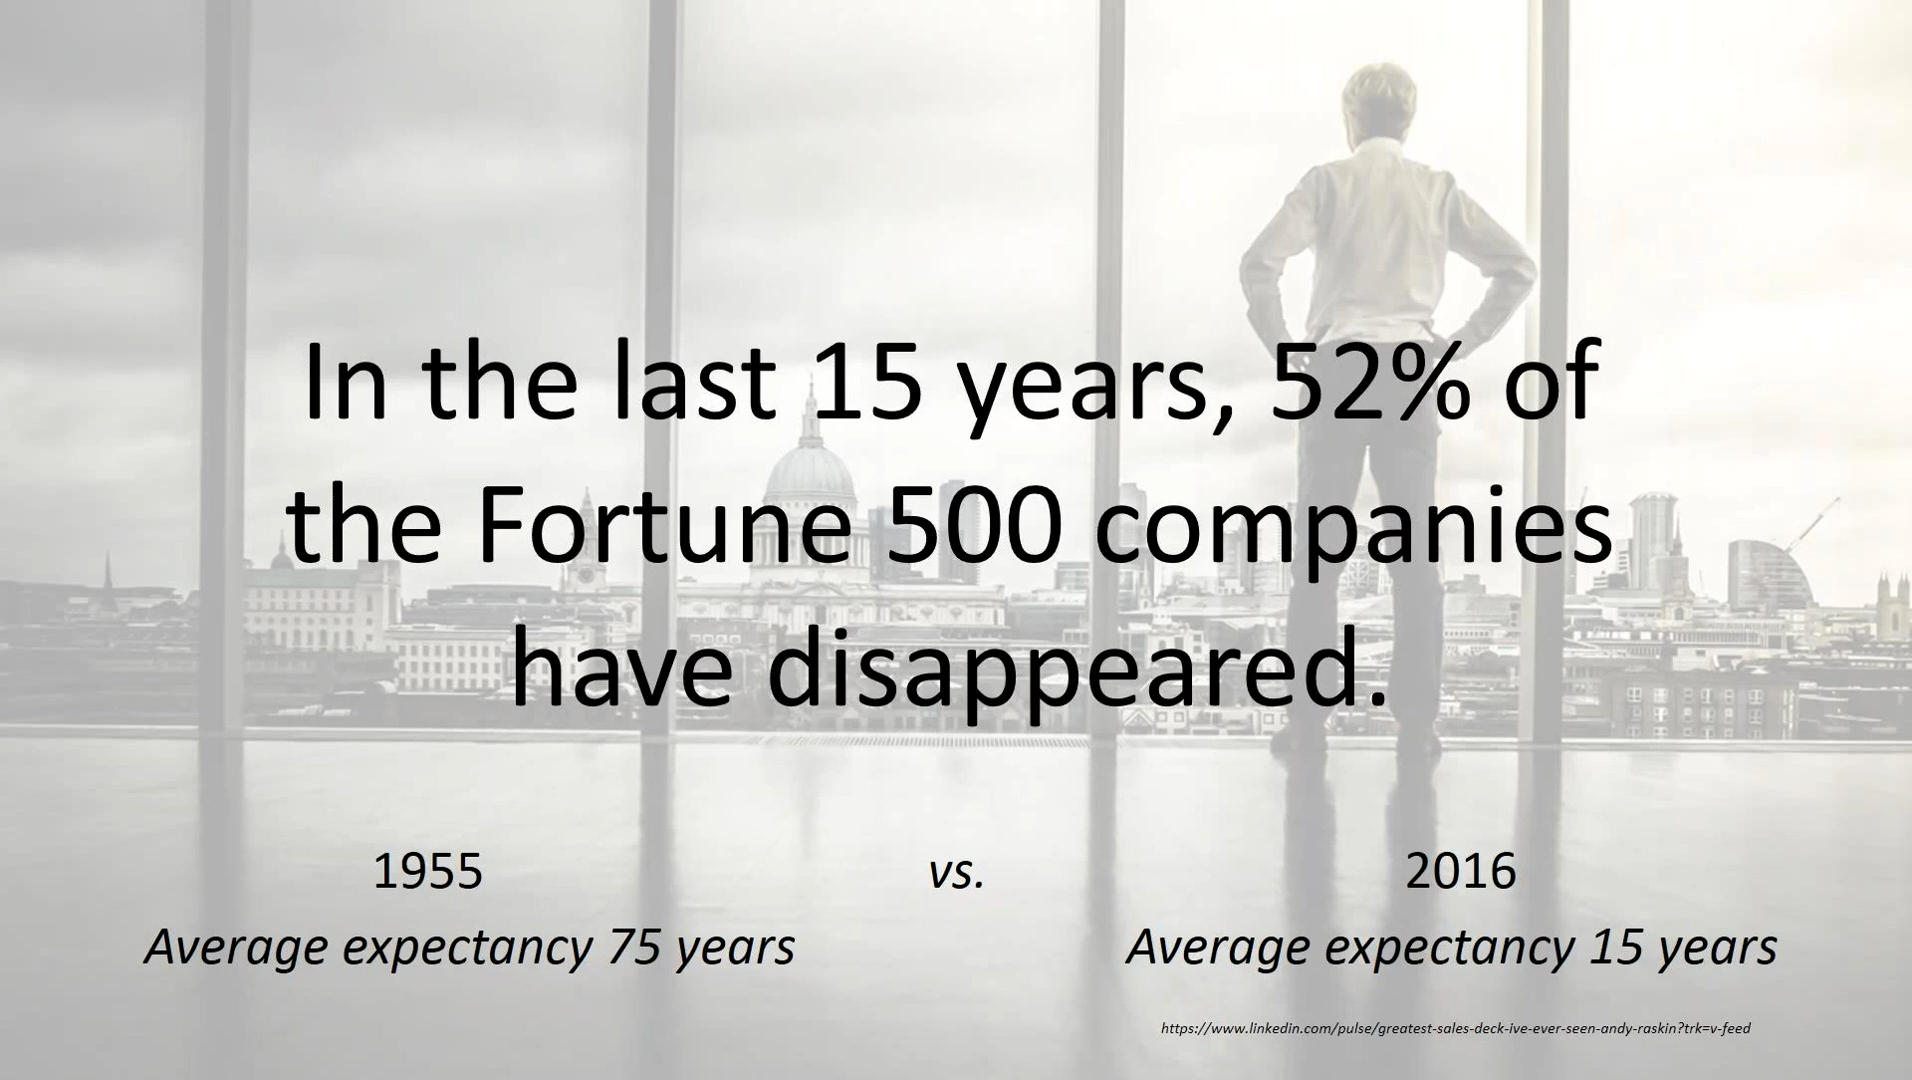 In the last 15 years, 52% of
the Fortune 500 companies
have disappeared.
1955 vs. 2016
Average expectancy 75 years Average expectancy 15 years
https://www.linkedin.com/pulse/greatest-sales-deck-ive-ever-seen-andy-raskin?trk=v-feed